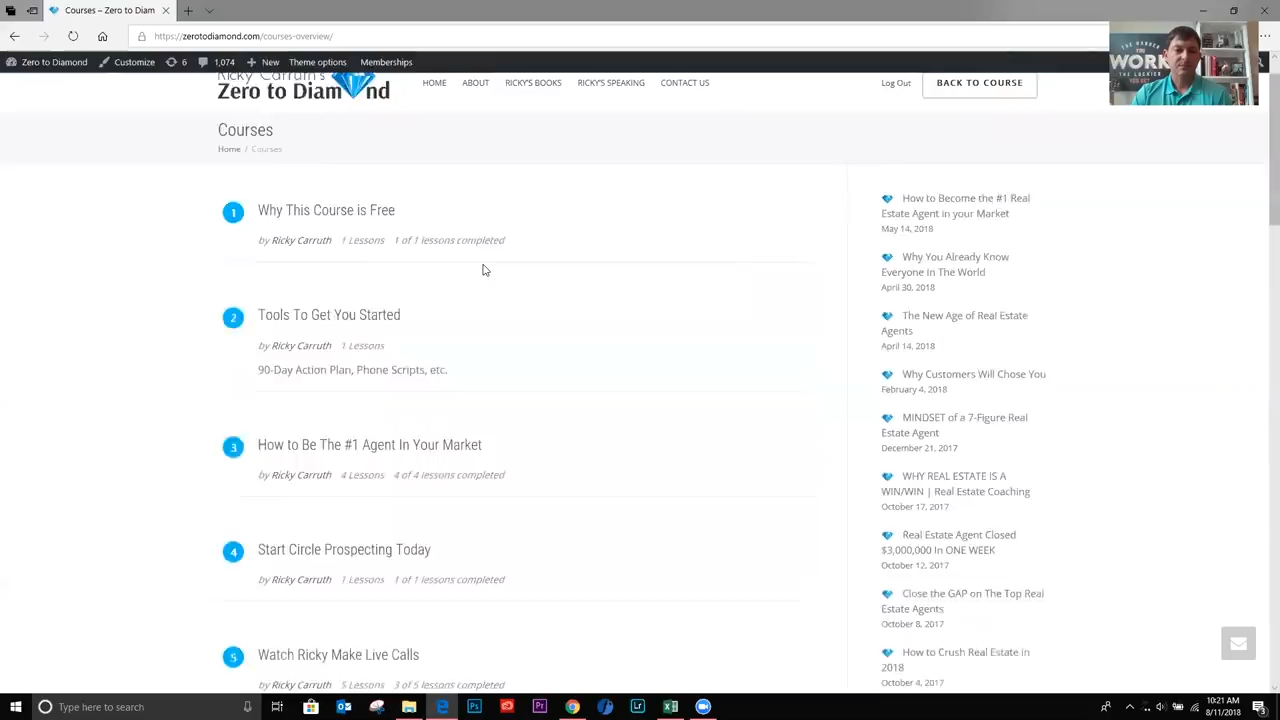 Courses – Zero to Diam
https://zerotodiamond.com/courses-overview/
Zero to Diamond
Customize
6
1,074
New
Theme options
Memberships
Ricky Carruth's
Zero to Diamond
HOME
ABOUT
RICKY'S BOOKS
RICKY'S SPEAKING
CONTACT US
Log Out
BACK TO COURSE
WORK
Courses
Home / Courses
1
Why This Course is Free
by Ricky Carruth 1 Lessons 1 of 1 lessons completed
2
Tools To Get You Started
by Ricky Carruth 1 Lessons
90-Day Action Plan, Phone Scripts, etc.
3
How to Be The #1 Agent In Your Market
by Ricky Carruth 4 Lessons 4 of 4 lessons completed
4
Start Circle Prospecting Today
by Ricky Carruth 1 Lessons 1 of 1 lessons completed
5
Watch Ricky Make Live Calls
by Ricky Carruth 5 Lessons 3 of 5 lessons completed
How to Become the #1 Real
Estate Agent in your Market
May 14, 2018
Why You Already Know
Everyone in The World
April 30, 2018
The New Age of Real Estate
Agents
April 14, 2018
Why Customers Will Chose You
February 4, 2018
MINDSET of a 7-Figure Real
Estate Agent
December 21, 2017
WHY REAL ESTATE IS A
WIN/WIN | Real Estate Coaching
October 17, 2017
Real Estate Agent Closed
$3,000,000 In ONE WEEK
October 12, 2017
Close the GAP on The Top Real
Estate Agents
October 8, 2017
How to Crush Real Estate in
2018
October 4, 2017
Type here to search
10:21 AM
8/11/2018